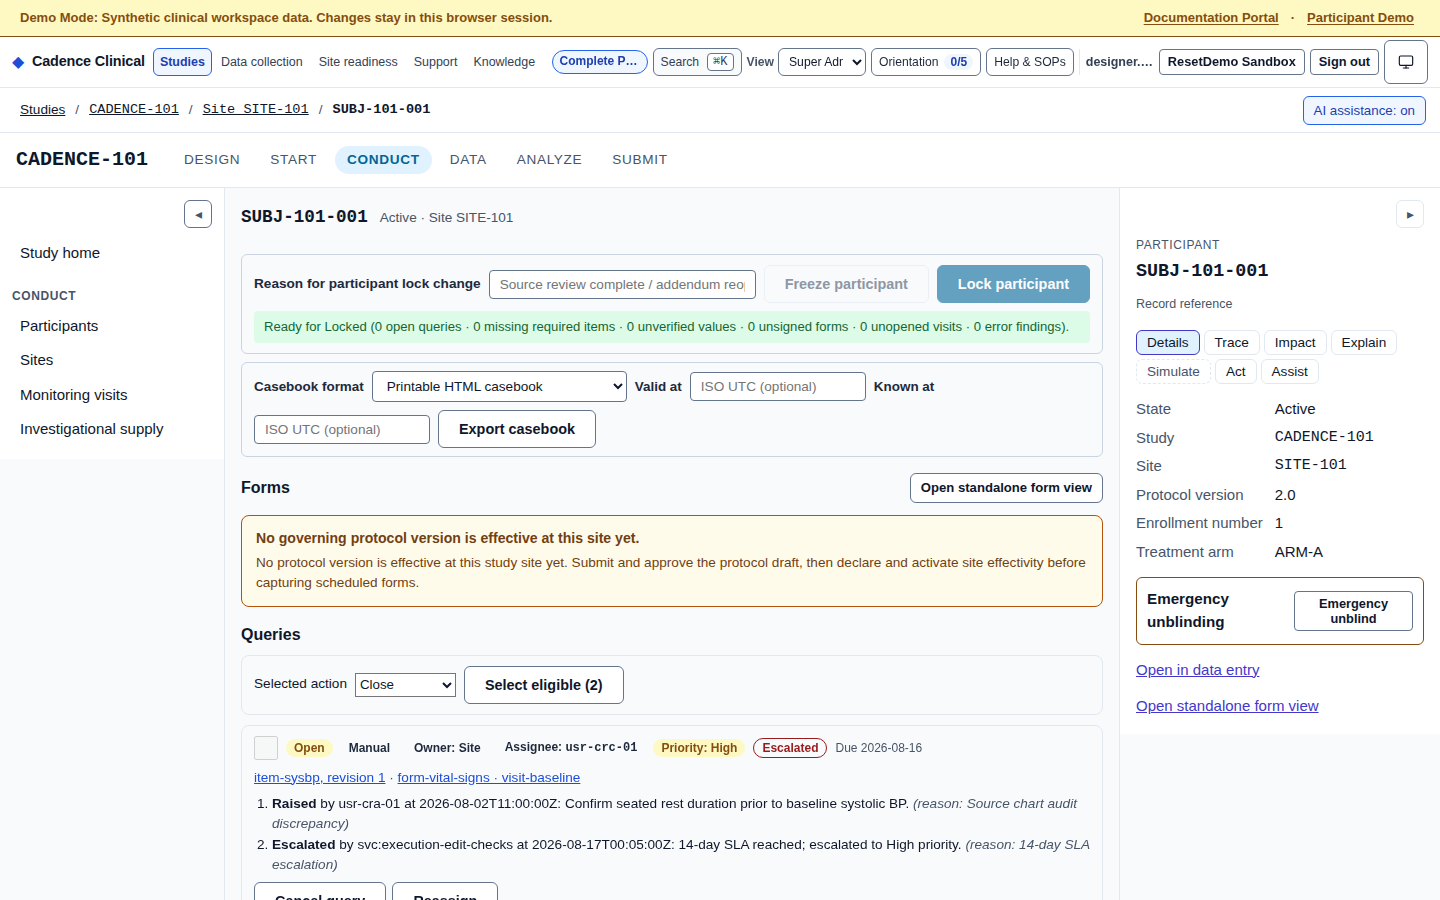 Demo Mode: Synthetic clinical workspace data. Changes stay in this browser session. Documentation Portal · Participant Demo
Cadence Clinical Studies Data collection Site readiness Support Knowledge Complete P… Search ⌘K View Super Adr Orientation 0/5 Help & SOPs designer.… ResetDemo Sandbox Sign out
Studies / CADENCE-101 / Site SITE-101 / SUBJ-101-001 AI assistance: on
CADENCE-101 DESIGN START CONDUCT DATA ANALYZE SUBMIT
Study home
CONDUCT
Participants
Sites
Monitoring visits
Investigational supply
SUBJ-101-001 Active · Site SITE-101
Reason for participant lock change Source review complete / addendum reop Freeze participant Lock participant
Ready for Locked (0 open queries · 0 missing required items · 0 unverified values · 0 unsigned forms · 0 unopened visits · 0 error findings).
Casebook format Printable HTML casebook Valid at ISO UTC (optional) Known at
ISO UTC (optional) Export casebook
Forms Open standalone form view
No governing protocol version is effective at this site yet.
No protocol version is effective at this study site yet. Submit and approve the protocol draft, then declare and activate site effectivity before
capturing scheduled forms.
Queries
Selected action Close Select eligible (2)
Open Manual Owner: Site Assignee: usr-crc-01 Priority: High Escalated Due 2026-08-16
item-sysbp, revision 1 · form-vital-signs · visit-baseline
1. Raised by usr-cra-01 at 2026-08-02T11:00:00Z: Confirm seated rest duration prior to baseline systolic BP. (reason: Source chart audit
discrepancy)
2. Escalated by svc:execution-edit-checks at 2026-08-17T00:05:00Z: 14-day SLA reached; escalated to High priority. (reason: 14-day SLA
escalation)
Cancel query Reassign
PARTICIPANT
SUBJ-101-001
Record reference
Details Trace Impact Explain
Simulate Act Assist
State Active
Study CADENCE-101
Site SITE-101
Protocol version 2.0
Enrollment number 1
Treatment arm ARM-A
Emergency
unblinding
Emergency
unblind
Open in data entry
Open standalone form view